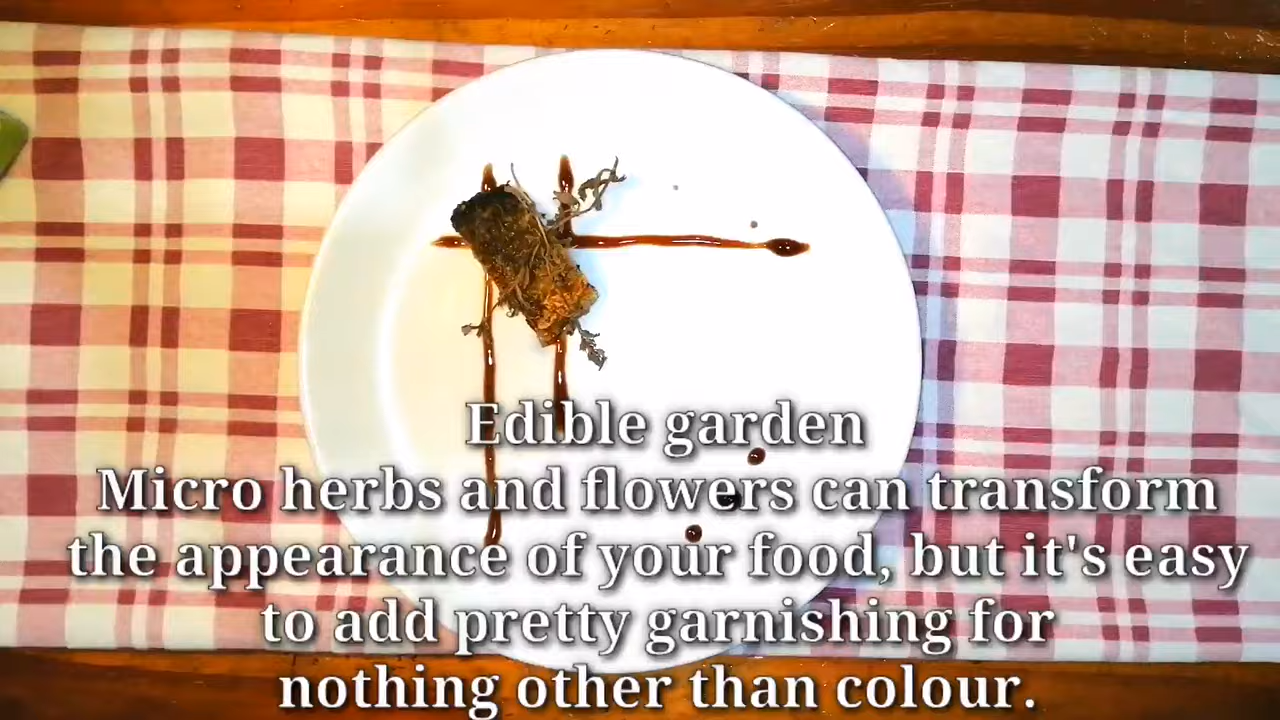 Edible garden
Micro herbs and flowers can transform
the appearance of your food, but it's easy
to add pretty garnishing for
nothing other than colour.